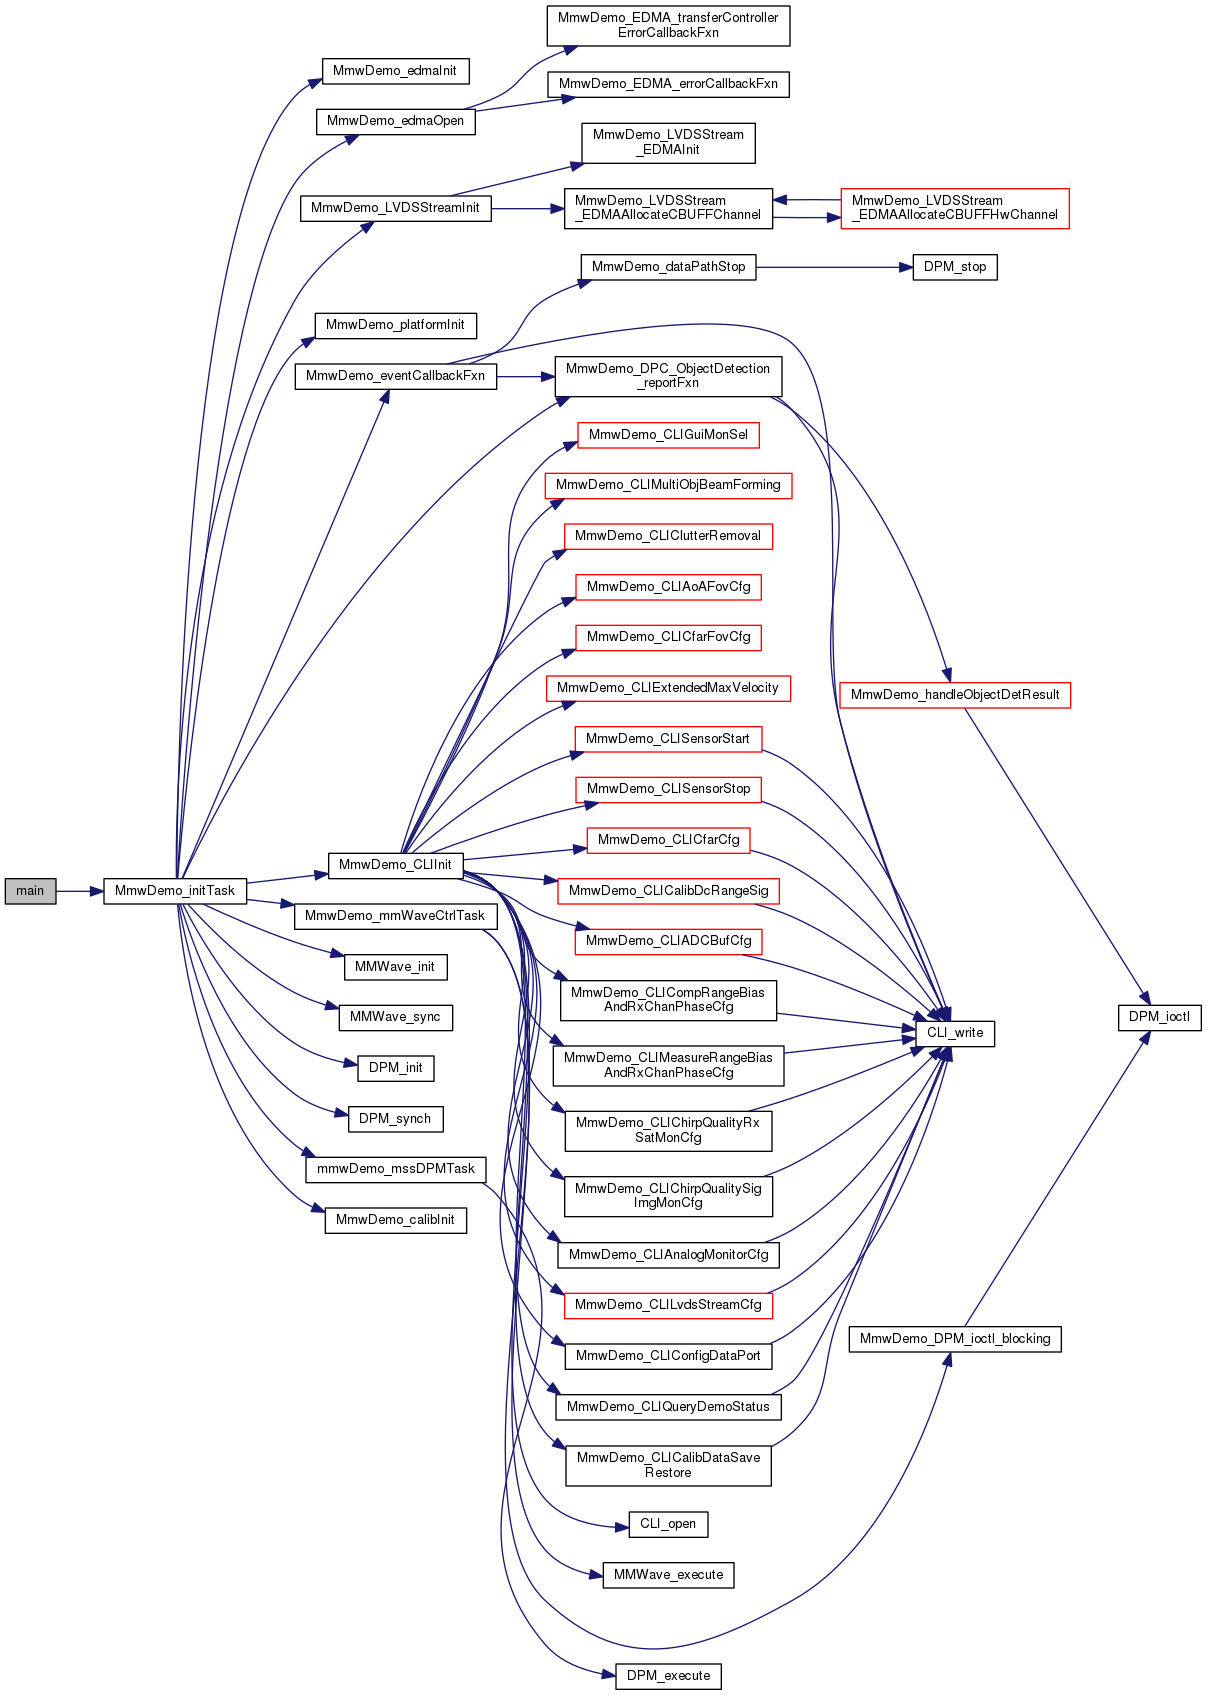 MmwDemo_EDMA_transferController
ErrorCallbackFxn
MmwDemo_edmaInit
MmwDemo_EDMA_errorCallbackFxn
MmwDemo_edmaOpen
MmwDemo_LVDSStream
_EDMAInit
MmwDemo_LVDSStreamInit
MmwDemo_LVDSStream
_EDMAAllocateCBUFFChannel
MmwDemo_LVDSStream
_EDMAAllocateCBUFFHwChannel
MmwDemo_dataPathStop
DPM_stop
MmwDemo_platformInit
MmwDemo_eventCallbackFxn
MmwDemo_DPC_ObjectDetection
_reportFxn
MmwDemo_CLIGuiMonSel
MmwDemo_CLIMultiObjBeamForming
MmwDemo_CLIClutterRemoval
MmwDemo_CLIAoAFovCfg
MmwDemo_CLICfarFovCfg
MmwDemo_CLIExtendedMaxVelocity
MmwDemo_handleObjectDetResult
MmwDemo_CLISensorStart
MmwDemo_CLISensorStop
MmwDemo_CLICfarCfg
MmwDemo_CLIInit
main
MmwDemo_initTask
MmwDemo_CLICalibDcRangeSig
MmwDemo_mmWaveCtrlTask
MmwDemo_CLIADCBufCfg
MMWave_init
MmwDemo_CLICompRangeBias
AndRxChanPhaseCfg
MMWave_sync
DPM_ioctl
CLI_write
DPM_init
MmwDemo_CLIMeasureRangeBias
AndRxChanPhaseCfg
DPM_synch
MmwDemo_CLIChirpQualityRx
SatMonCfg
mmwDemo_mssDPMTask
MmwDemo_CLIChirpQualitySig
ImgMonCfg
MmwDemo_calibInit
MmwDemo_CLIAnalogMonitorCfg
MmwDemo_CLILvdsStreamCfg
MmwDemo_DPM_ioctl_blocking
MmwDemo_CLIConfigDataPort
MmwDemo_CLIQueryDemoStatus
MmwDemo_CLICalibDataSave
Restore
CLI_open
MMWave_execute
DPM_execute